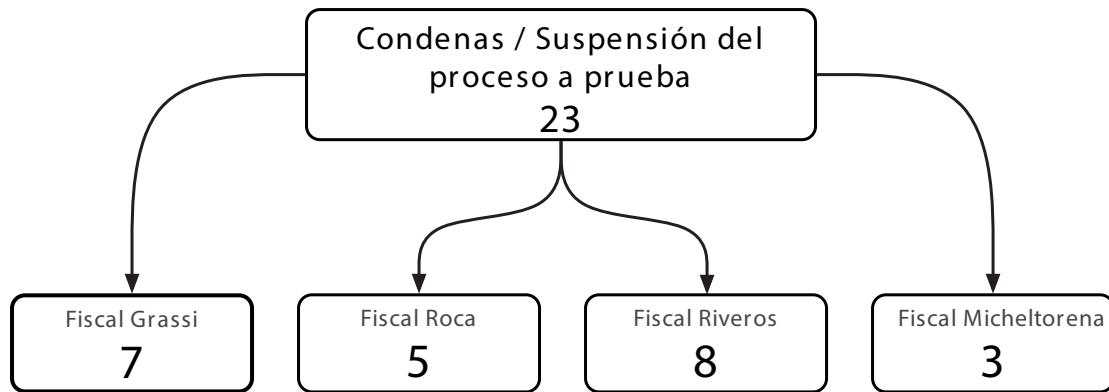 Condenas / Suspensión del
proceso a prueba
23
Fiscal Grassi
7
Fiscal Roca
5
Fiscal Riveros
8
Fiscal Micheltorena
3